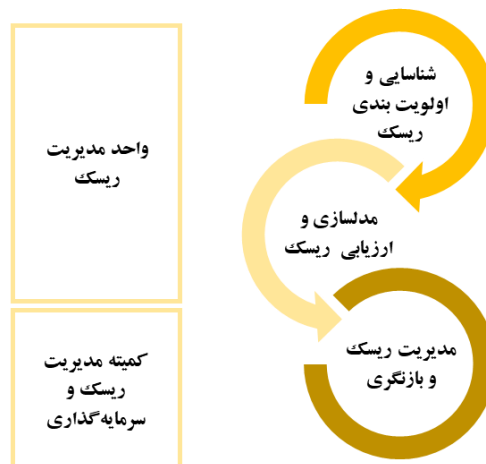 شناسایی و
اولویت بندی
ریسک
مدلسازی و
ارزیابی ریسک
مدیریت ریسک
و بازنگری
واحد مدیریت
ریسک
کمیته مدیریت
ریسک و
سرمایه‌گذاری